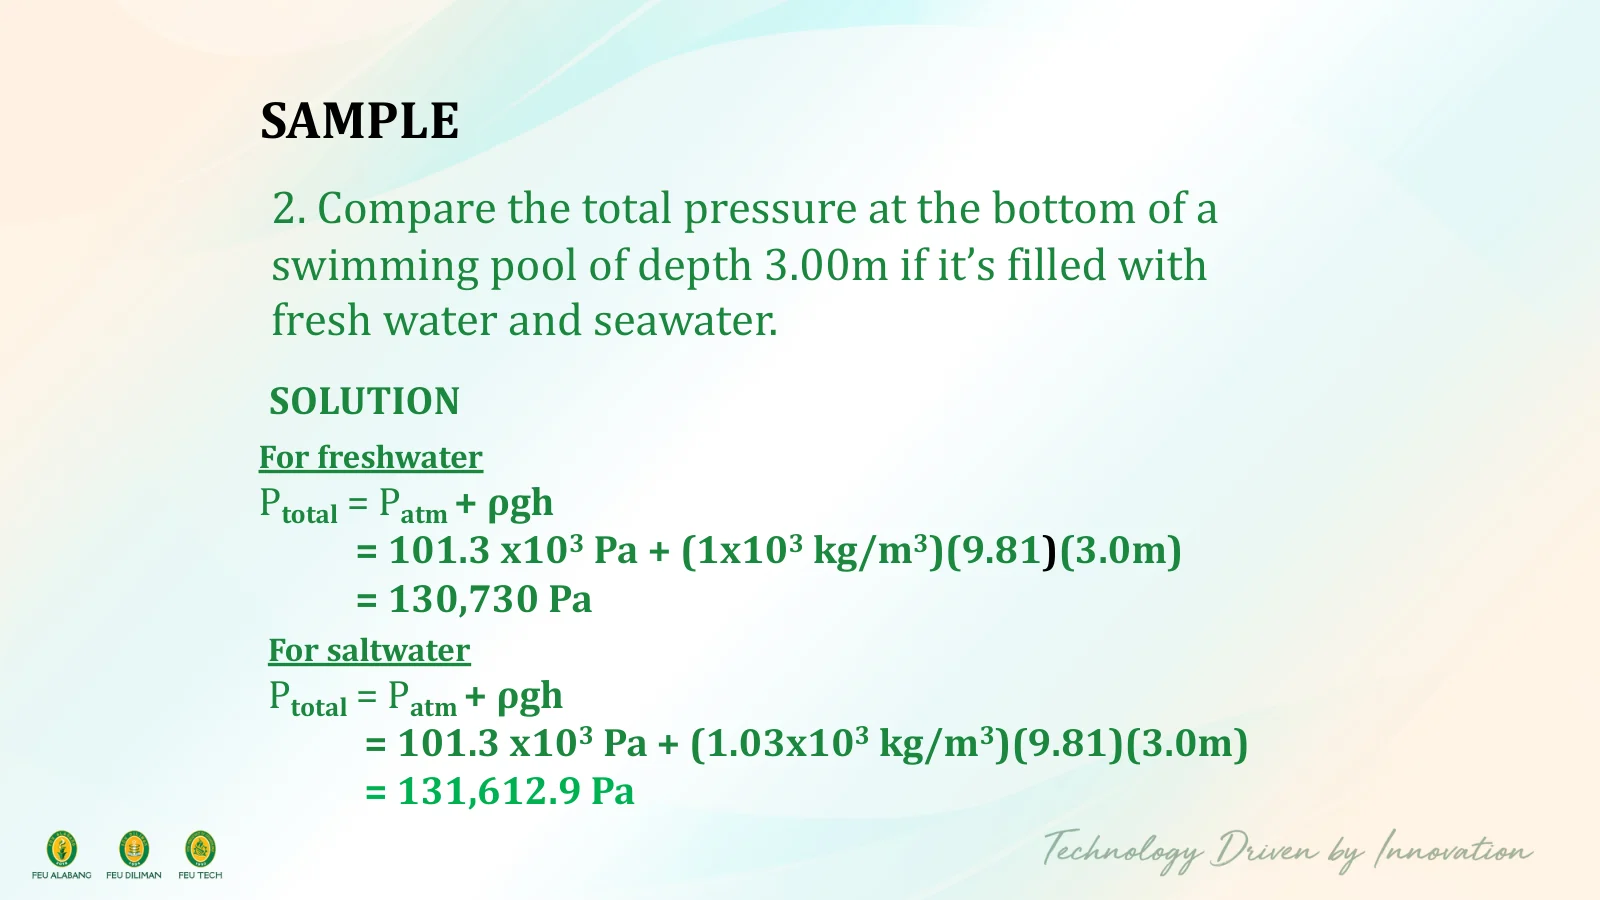 SAMPLE
2. Compare the total pressure at the bottom of a
swimming pool of depth 3.00m if it’s filled with
fresh water and seawater.
SOLUTION
For freshwater
Ptotal = Patm + ρgh
= 101.3 x10³ Pa + (1x10³ kg/m³)(9.81)(3.0m)
= 130,730 Pa
For saltwater
Ptotal = Patm + ρgh
= 101.3 x10³ Pa + (1.03x10³ kg/m³)(9.81)(3.0m)
= 131,612.9 Pa
FEU ALABANG FEU DILIMAN FEU TECH
Technology Driven by Innovation